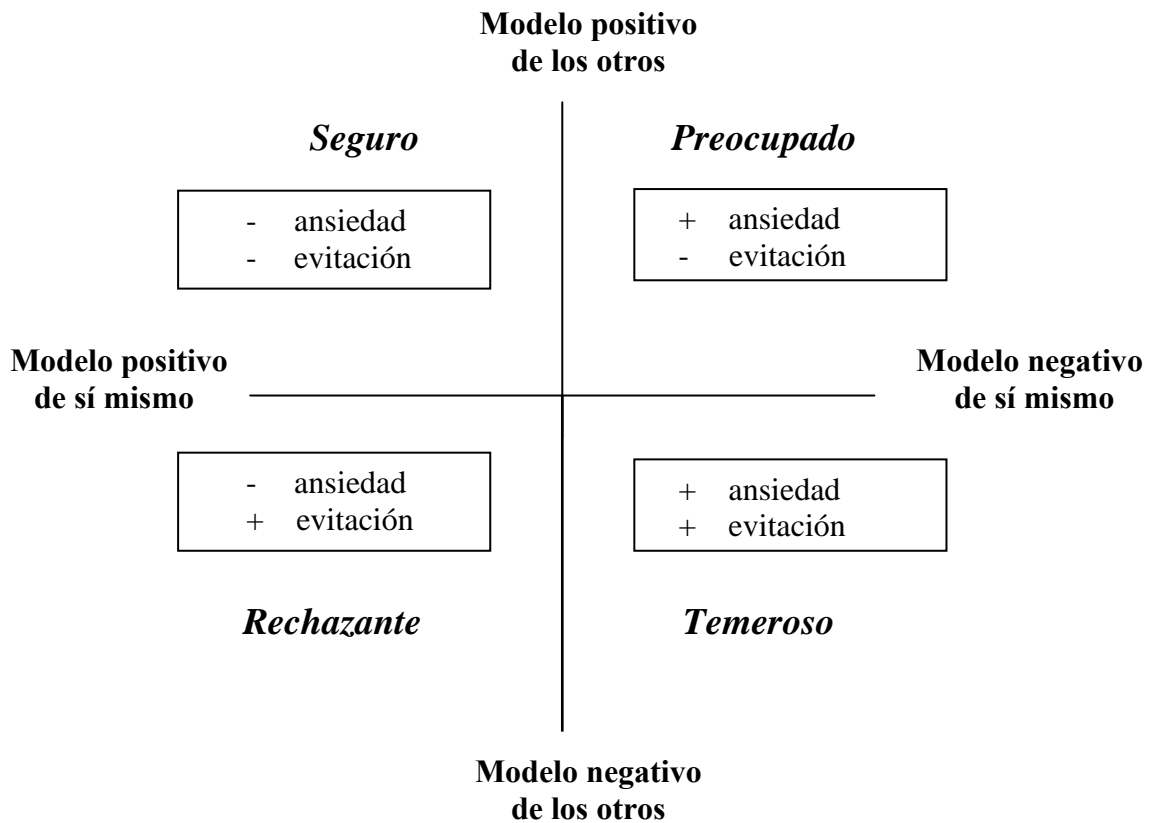 Modelo positivo
de los otros
Seguro
Preocupado
- ansiedad
- evitación
+ ansiedad
- evitación
Modelo positivo
de sí mismo
Modelo negativo
de sí mismo
- ansiedad
+ evitación
+ ansiedad
+ evitación
Rechazante
Temeroso
Modelo negativo
de los otros